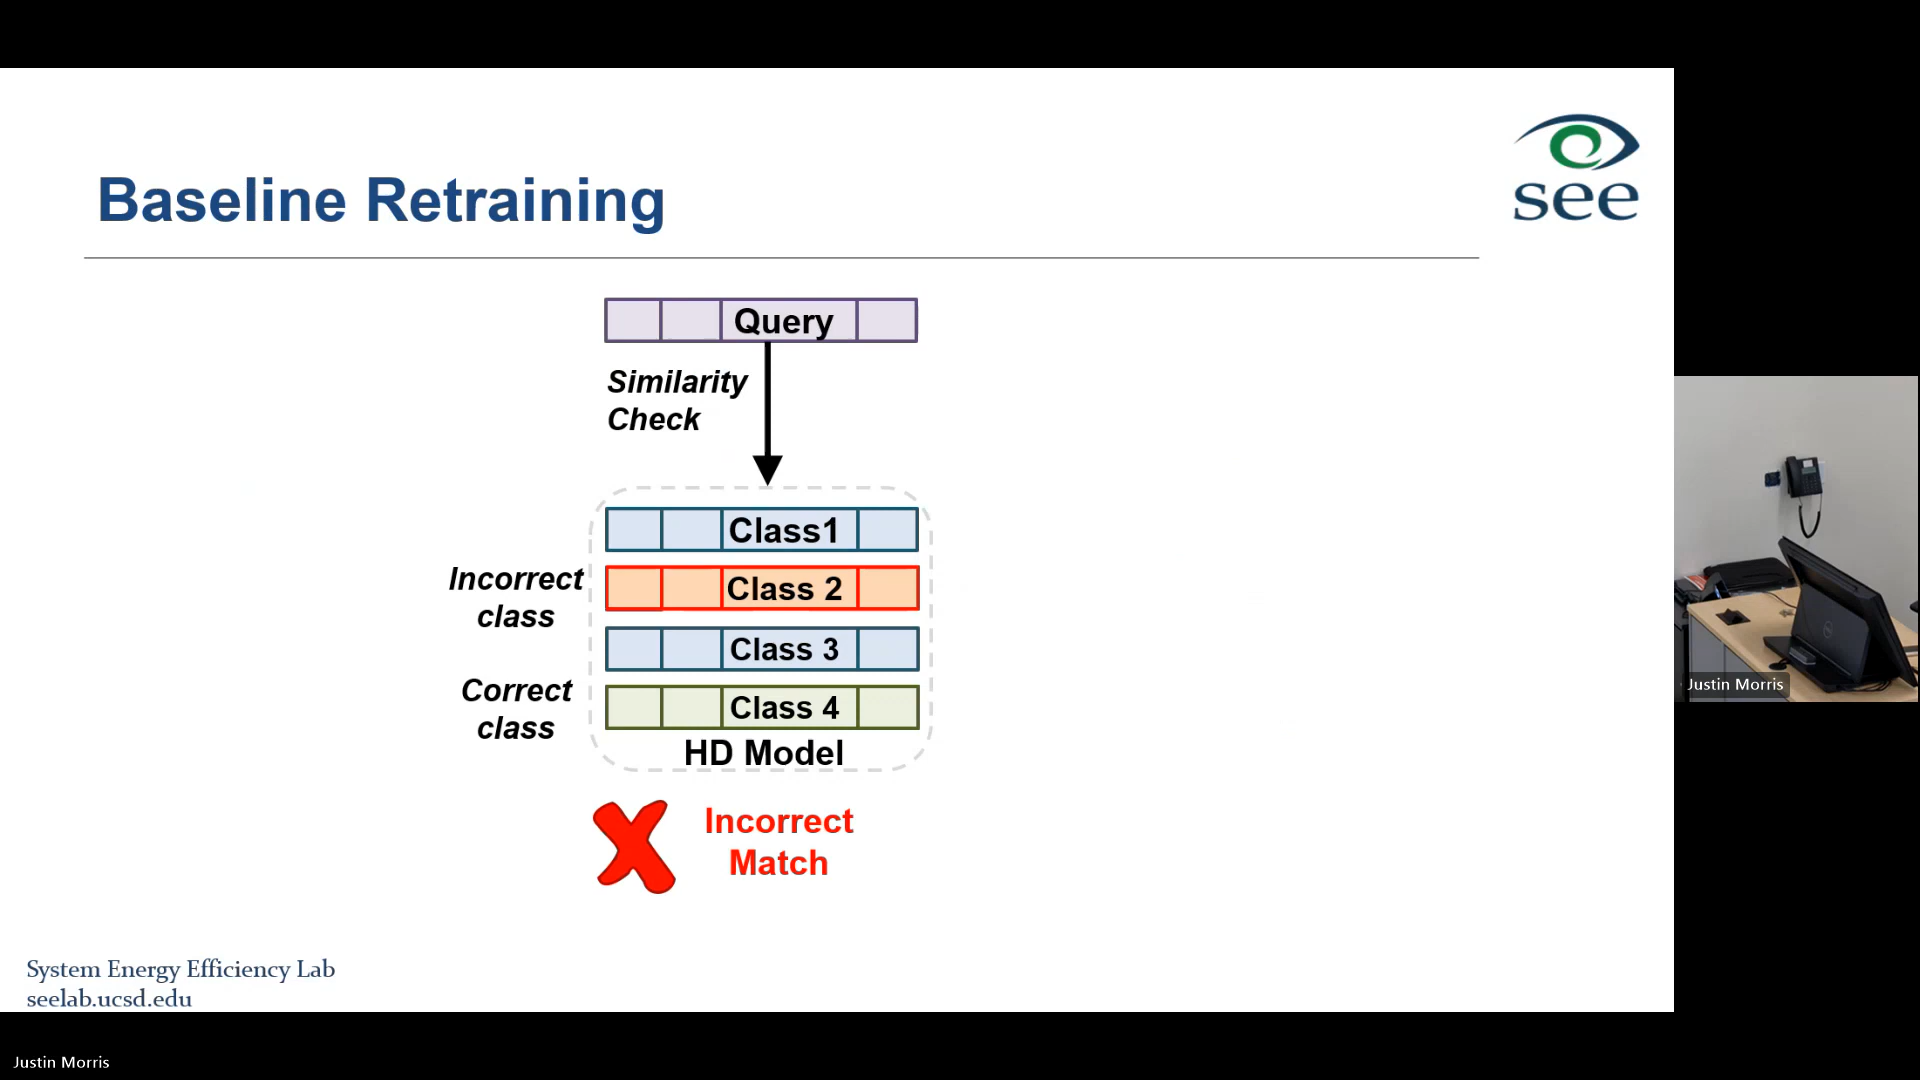 Baseline Retraining
see
Query
Similarity
Check
Class1
Incorrect
class
Class 2
Class 3
Correct
class
Class 4
HD Model
Incorrect
Match
System Energy Efficiency Lab
seelab.ucsd.edu
Justin Morris
Justin Morris